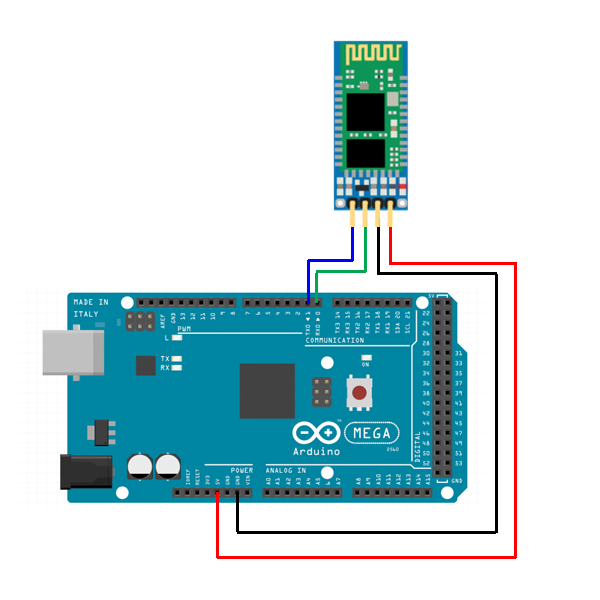 MADE IN
ITALY
AREF
GND
13
12
11
10
9
8
7
6
5
4
3
2
TX0 ◄ 1
RX0 ► 0
TX3 14
RX3 15
TX2 16
RX2 17
TX1 18
RX1 19
SDA 20
SCL 21
PWM
L
COMMUNICATION
TX
RX
ON
5V
22
24
26
28
30 31
32 33
34 35
36 37
38 39
40 41
42 43
44 45
46 47
48 49
50 51
52 53
GND
DIGITAL
Arduino
MEGA
2560
TM
POWER
ANALOG IN
IOREF
RESET
3V3
5V
GND
GND
VIN
A0
A1
A2
A3
A4
A5
A6
A7
A8
A9
A10
A11
A12
A13
A14
A15